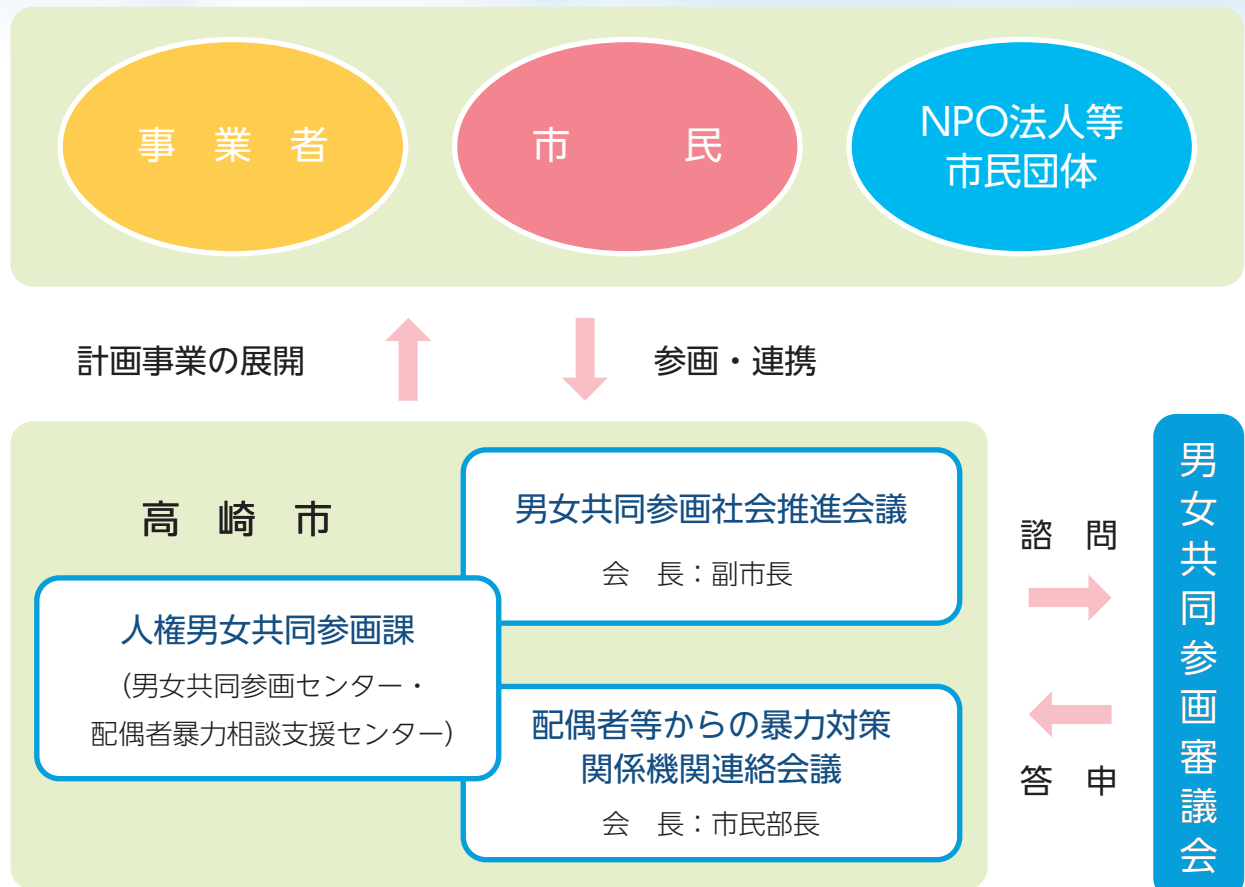 事 業 者
市 民
NPO法人等
市民団体
計画事業の展開
参画・連携
高 崎 市
男女共同参画社会推進会議
会 長：副市長
人権男女共同参画課
(男女共同参画センター・
配偶者暴力相談支援センター)
配偶者等からの暴力対策
関係機関連絡会議
会 長：市民部長
諮 問
答 申
男女共同参画審議会